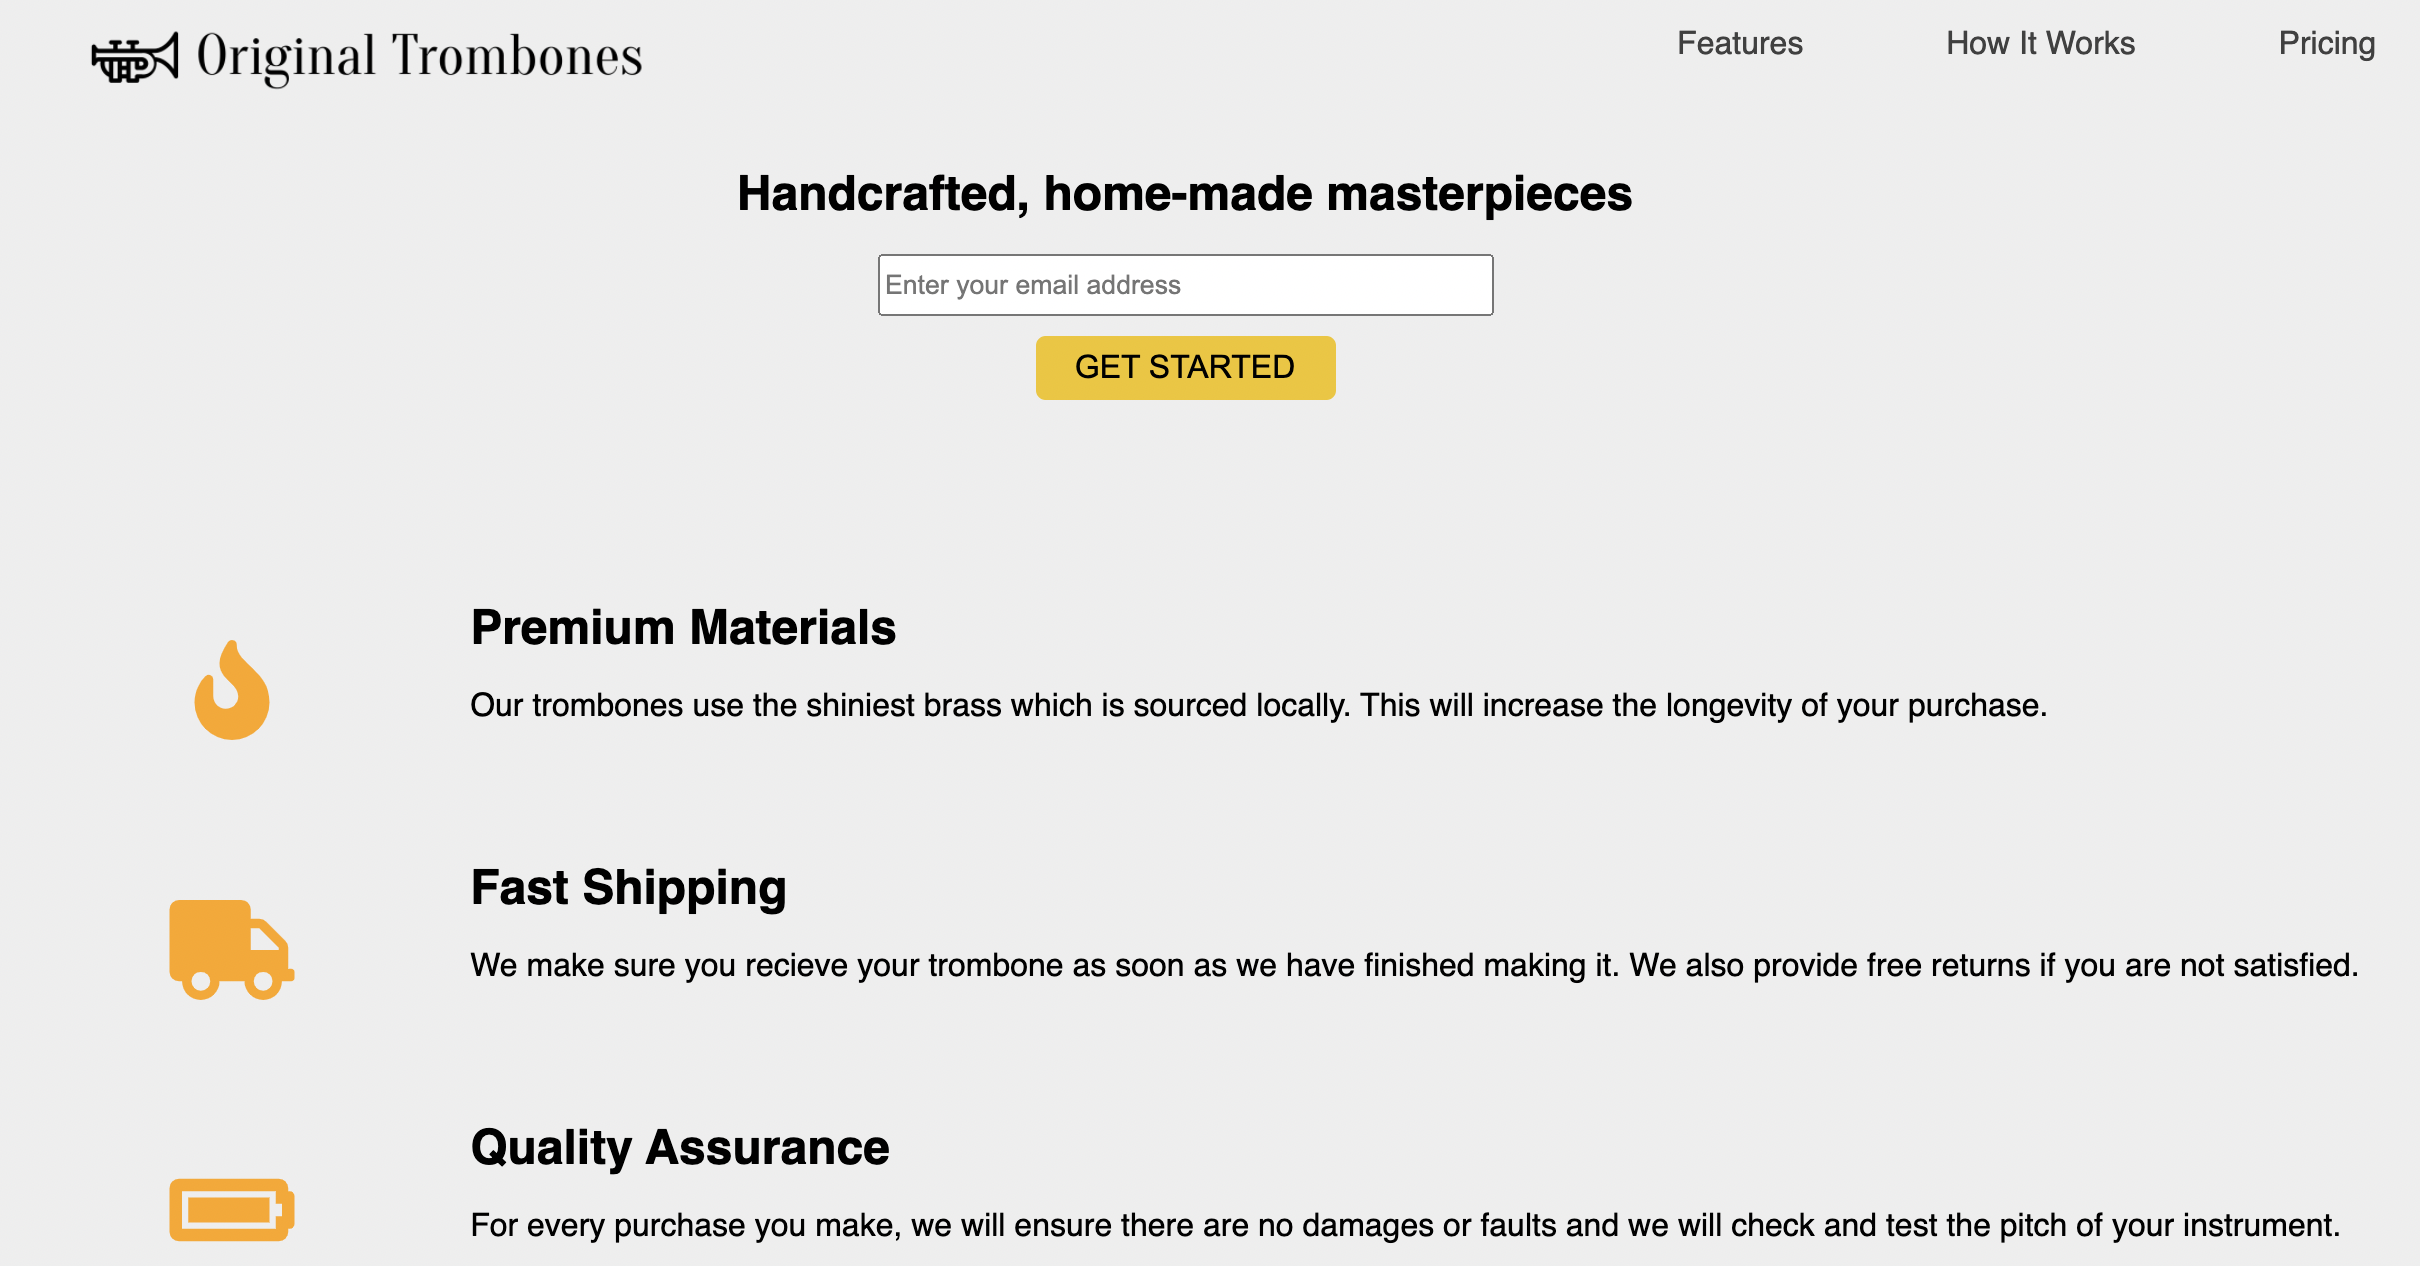 Original Trombones
Features
How It Works
Pricing
Handcrafted, home-made masterpieces
Enter your email address
GET STARTED
Premium Materials
Our trombones use the shiniest brass which is sourced locally. This will increase the longevity of your purchase.
Fast Shipping
We make sure you recieve your trombone as soon as we have finished making it. We also provide free returns if you are not satisfied.
Quality Assurance
For every purchase you make, we will ensure there are no damages or faults and we will check and test the pitch of your instrument.